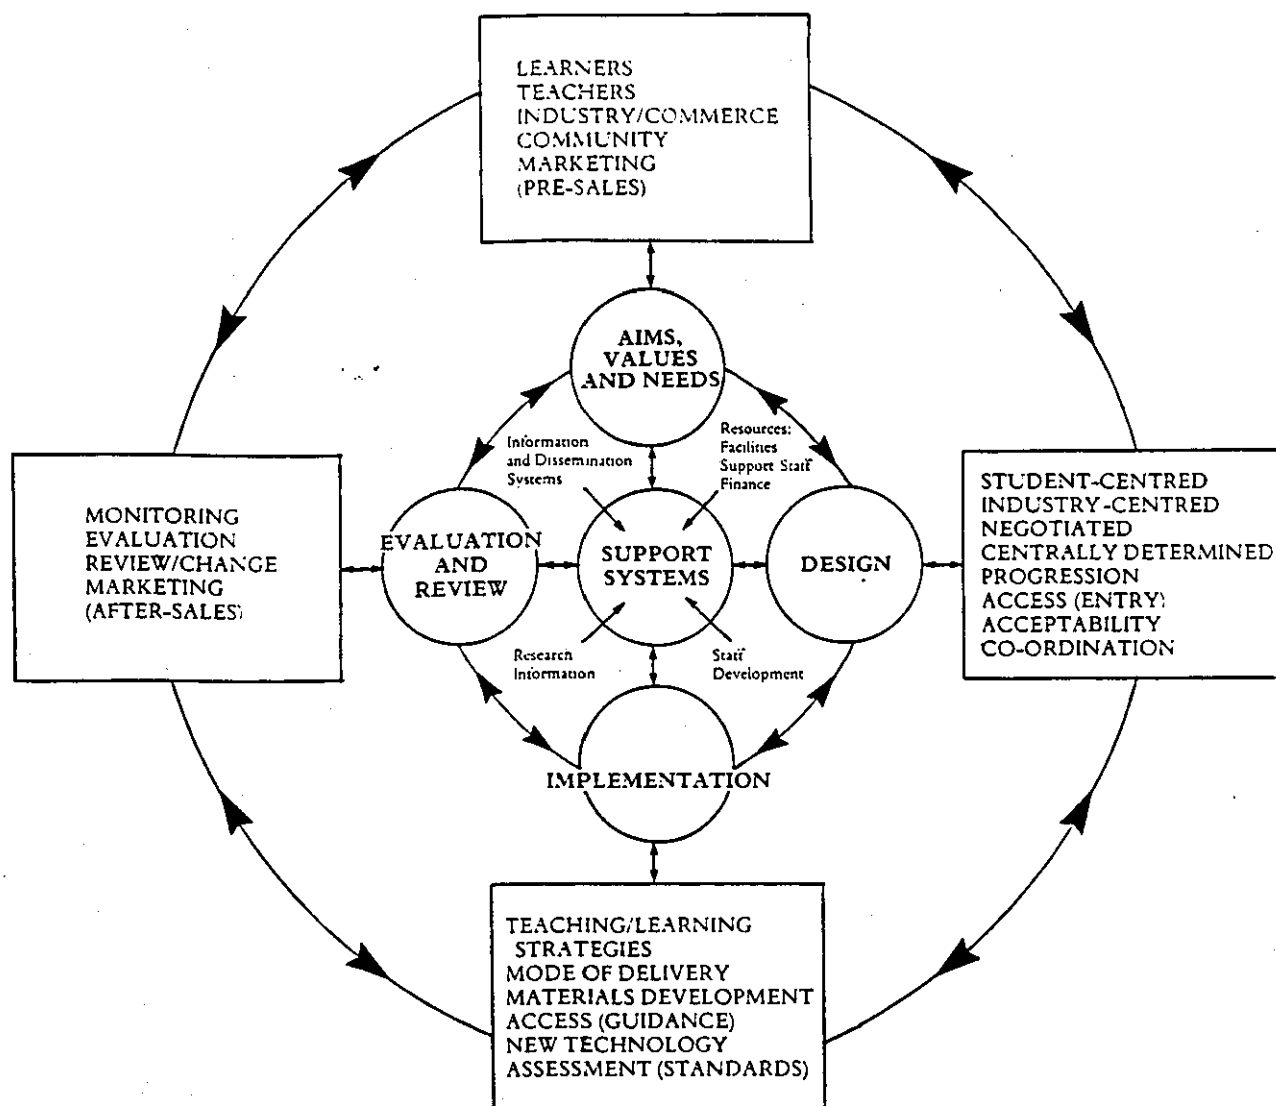 LEARNERS
TEACHERS
INDUSTRY/COMMERCE
COMMUNITY
MARKETING
(PRE-SALES)
AIMS,
VALUES
AND NEEDS
Information
and Dissemination
Systems
Resources:
Facilities
Support Staff
Finance
MONITORING
EVALUATION
REVIEW/CHANGE
MARKETING
(AFTER-SALES)
EVALUATION
AND
REVIEW
SUPPORT
SYSTEMS
DESIGN
STUDENT-CENTRED
INDUSTRY-CENTRED
NEGOTIATED
CENTRALLY DETERMINED
PROGRESSION
ACCESS (ENTRY)
ACCEPTABILITY
CO-ORDINATION
Research
Information
Staff
Development
IMPLEMENTATION
TEACHING/LEARNING
STRATEGIES
MODE OF DELIVERY
MATERIALS DEVELOPMENT
ACCESS (GUIDANCE)
NEW TECHNOLOGY
ASSESSMENT (STANDARDS)